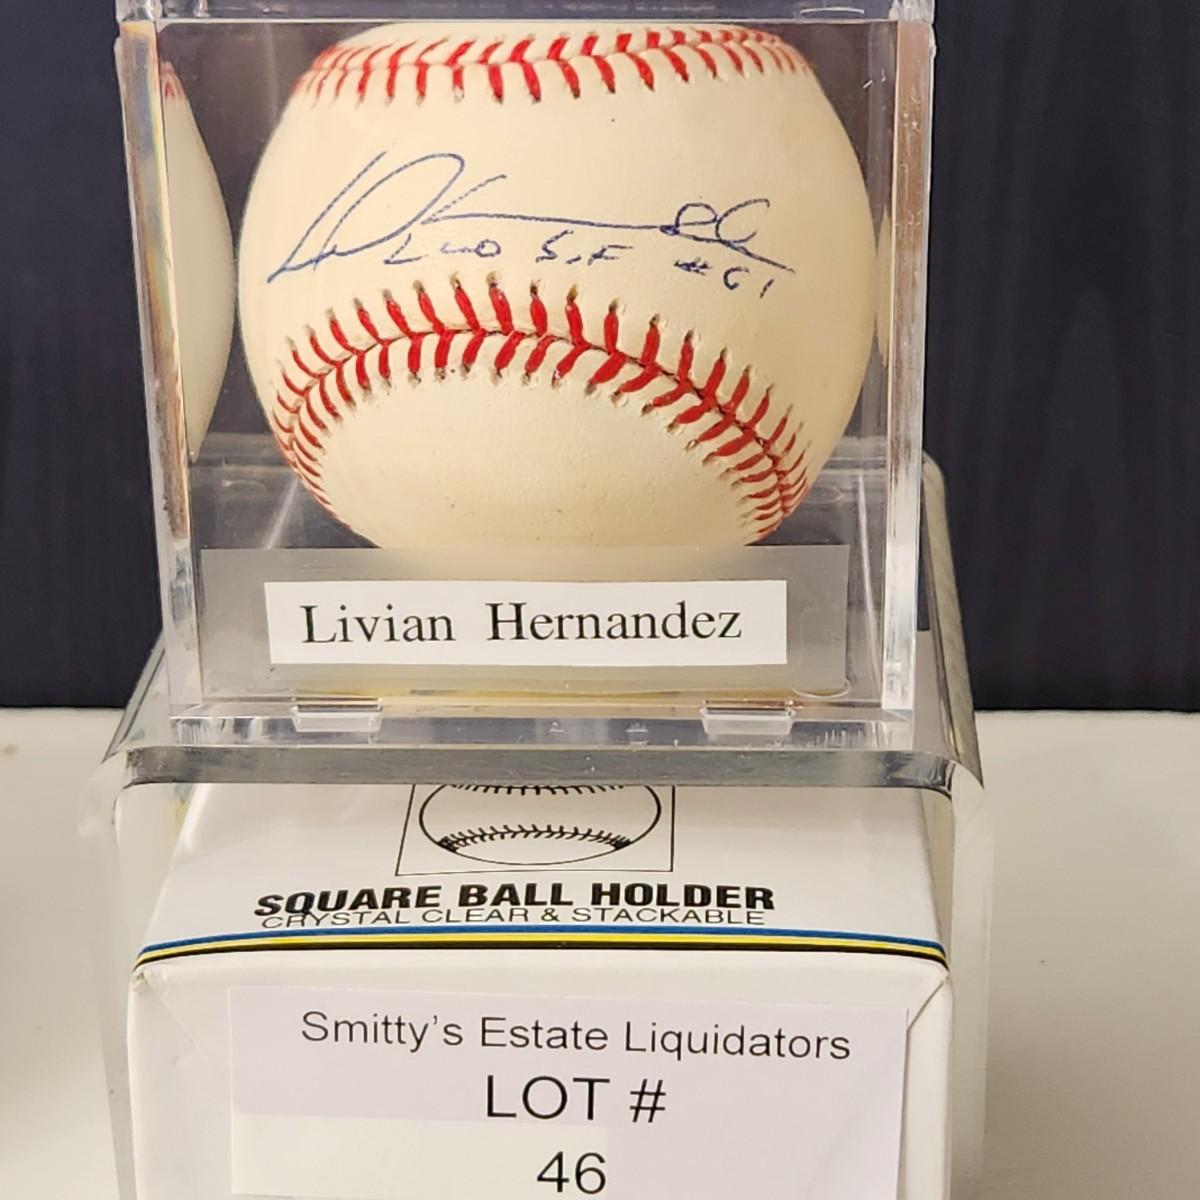 S.F #61
Livian Hernandez
SQUARE BALL HOLDER
CRYSTAL CLEAR & STACKABLE
Smitty's Estate Liquidators
LOT #
46